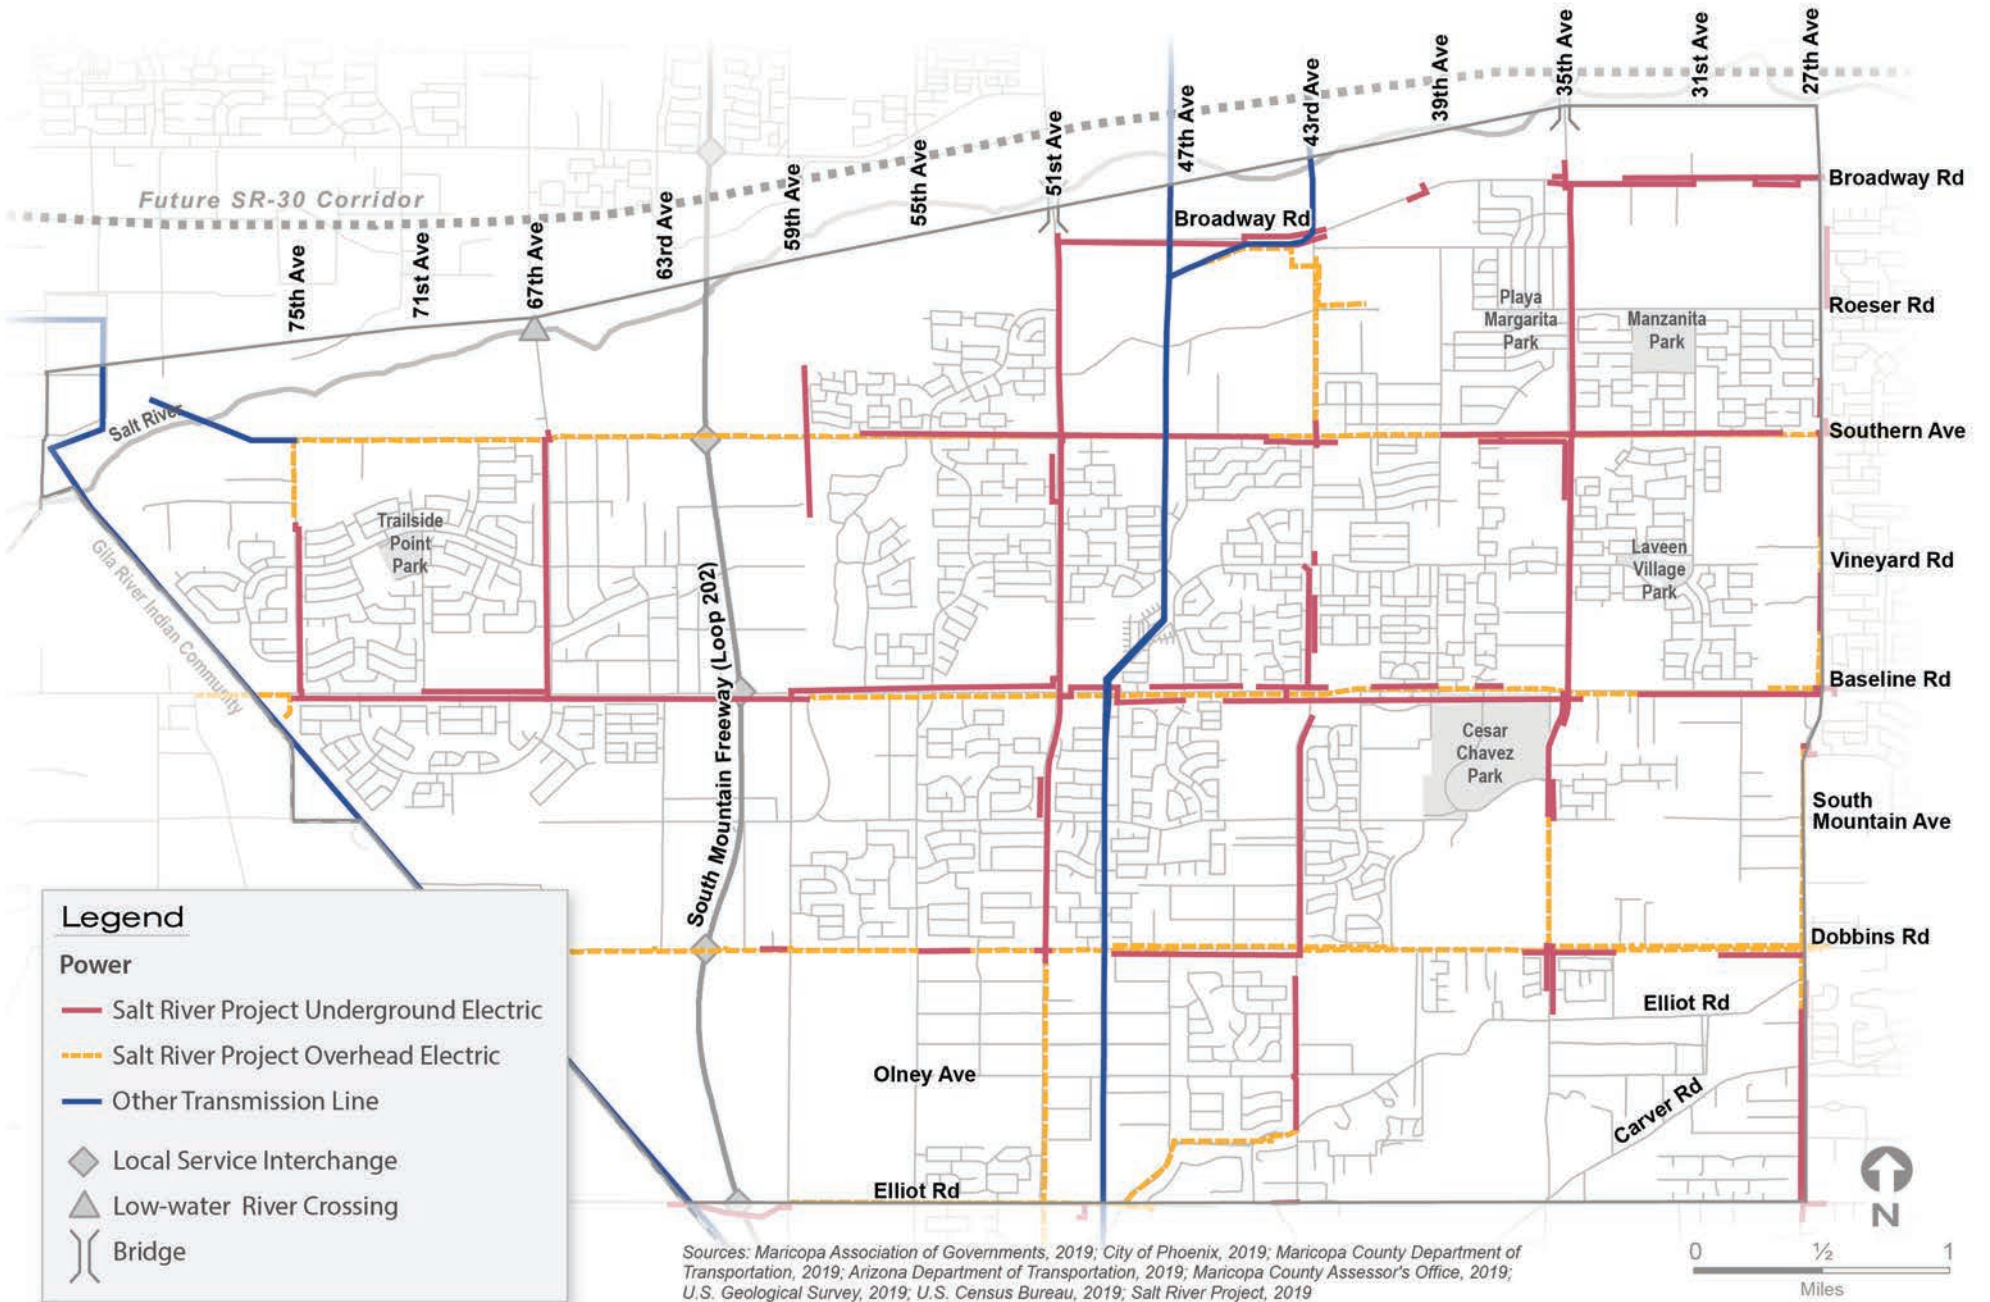 27th Ave
31st Ave
35th Ave
39th Ave
43rd Ave
47th Ave
51st Ave
55th Ave
59th Ave
63rd Ave
67th Ave
71st Ave
75th Ave
Future SR-30 Corridor
Broadway Rd
Broadway Rd
Roeser Rd
Playa
Margarita
Park
Manzanita
Park
Salt River
Southern Ave
Trailside
Point
Park
Laveen
Village
Park
Vineyard Rd
Gila River Indian Community
South Mountain Freeway (Loop 202)
Baseline Rd
Cesar
Chavez
Park
South
Mountain Ave
Dobbins Rd
Elliot Rd
Olney Ave
Carver Rd
Elliot Rd
Legend
Power
Salt River Project Underground Electric
Salt River Project Overhead Electric
Other Transmission Line
Local Service Interchange
Low-water River Crossing
Bridge
N
0 ½ 1
Miles
Sources: Maricopa Association of Governments, 2019; City of Phoenix, 2019; Maricopa County Department of
Transportation, 2019; Arizona Department of Transportation, 2019; Maricopa County Assessor's Office, 2019;
U.S. Geological Survey, 2019; U.S. Census Bureau, 2019; Salt River Project, 2019